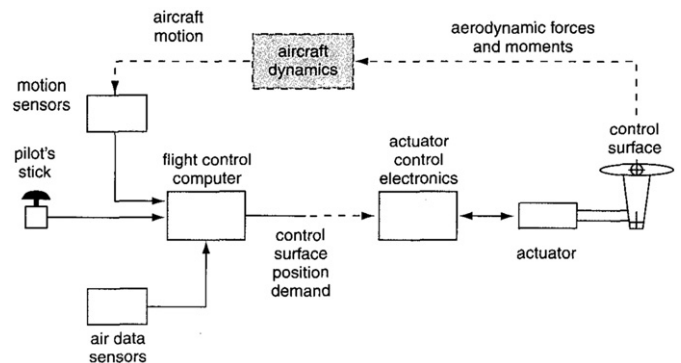 aircraft
motion
aircraft
dynamics
aerodynamic forces
and moments
motion
sensors
pilot's
stick
flight control
computer
actuator
control
electronics
control
surface
control
surface
position
demand
actuator
air data
sensors